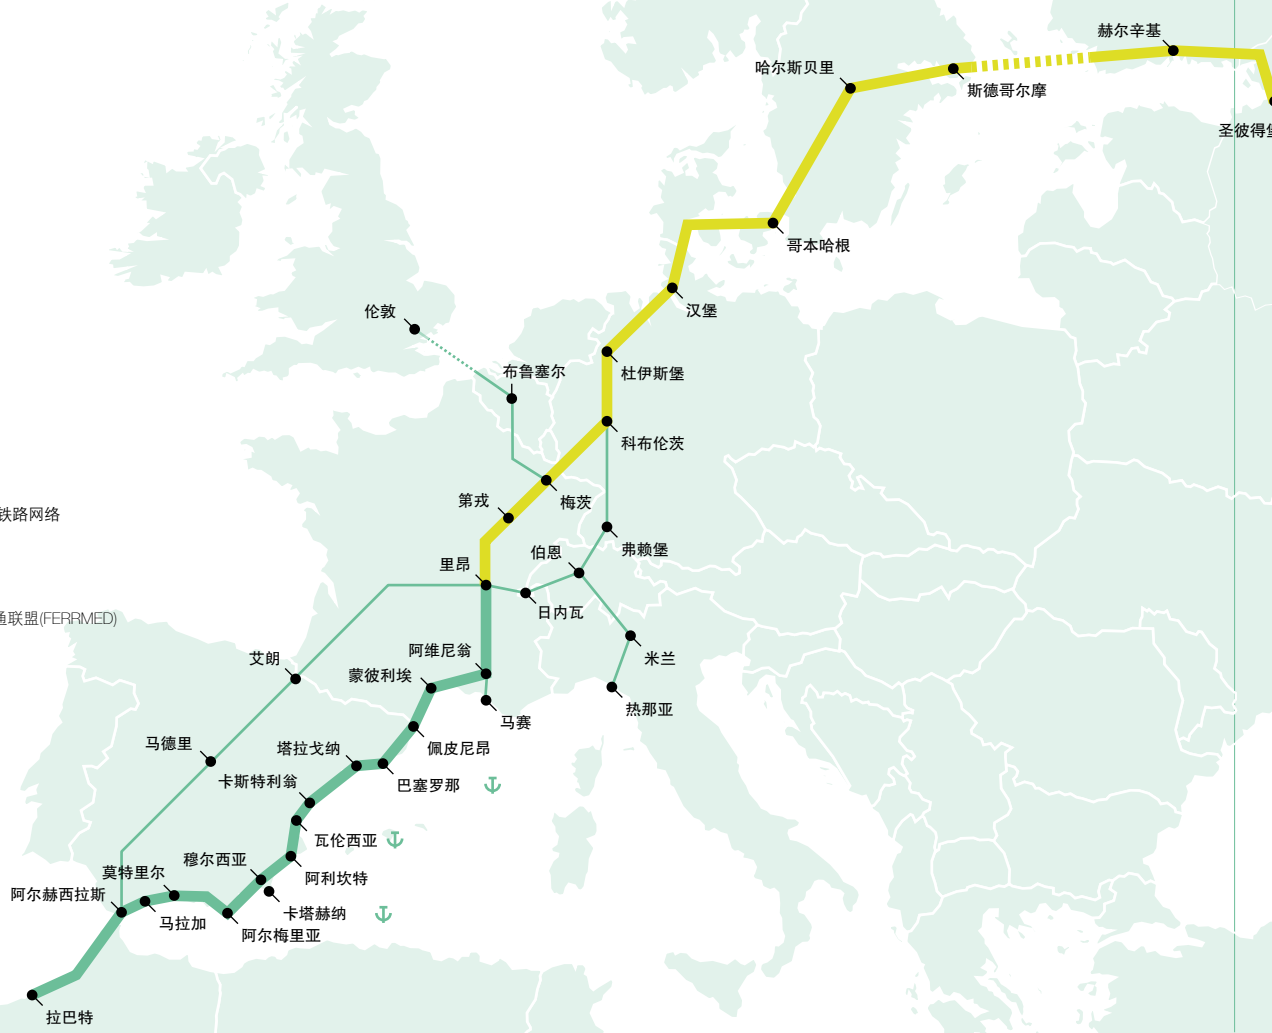 赫尔辛基
哈尔斯贝里
斯德哥尔摩
圣彼得堡
哥本哈根
汉堡
伦敦
布鲁塞尔
杜伊斯堡
科布伦茨
第戎
梅茨
铁路网络
弗赖堡
伯恩
里昂
日内瓦
通联盟(FERRMED)
艾朗
阿维尼翁
米兰
蒙彼利埃
热那亚
马赛
马德里
塔拉戈纳
佩皮尼昂
卡斯特利翁
巴塞罗那
瓦伦西亚
穆尔西亚
莫特里尔
阿利坎特
阿尔赫西拉斯
马拉加
卡塔赫纳
阿尔梅里亚
拉巴特